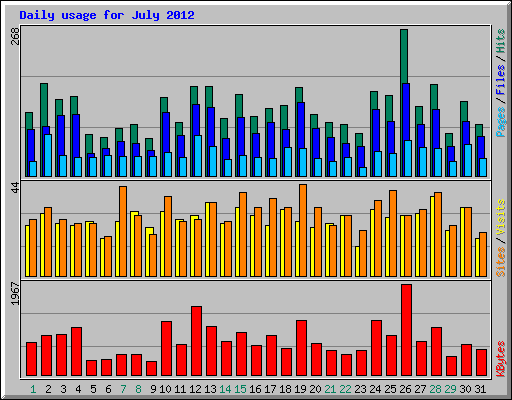 Daily usage for July 2012
268
Pages / Files / Hits
44
Sites / Visits
1967
KBytes
1 2 3 4 5 6 7 8 9 10 11 12 13 14 15 16 17 18 19 20 21 22 23 24 25 26 27 28 29 30 31